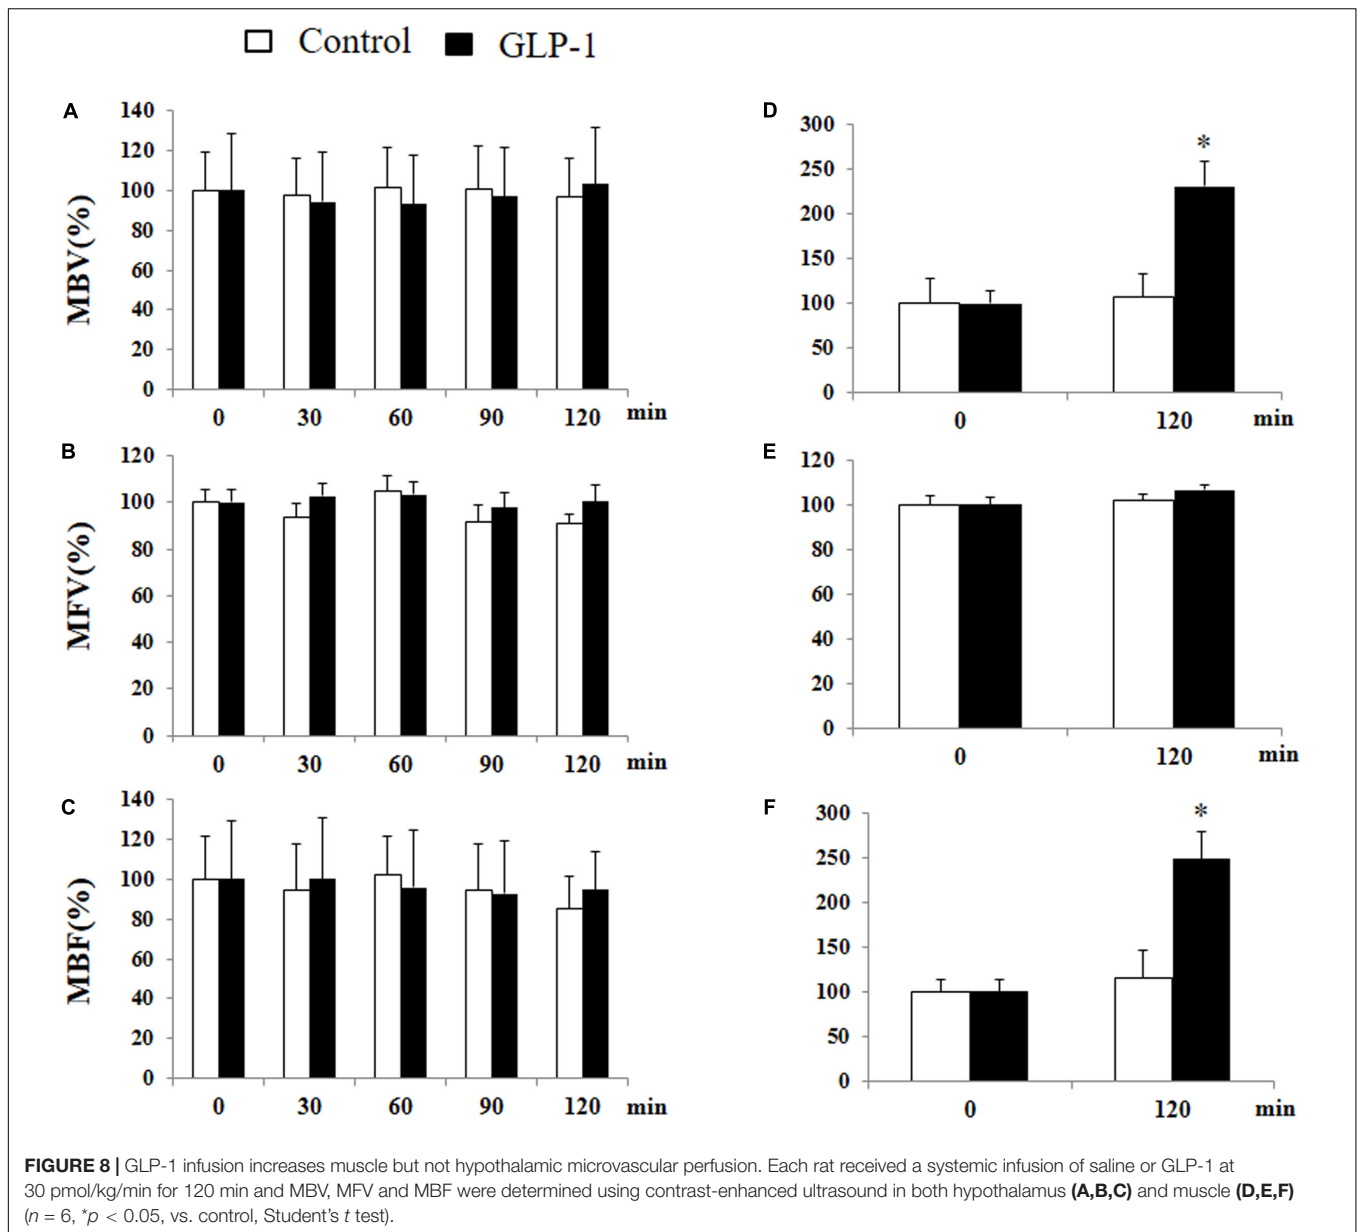 Control GLP-1
A
140
120
100
80
60
40
20
0
MBV(%)
0 30 60 90 120 min
B
120
100
80
60
40
20
0
MFV(%)
0 30 60 90 120 min
C
140
120
100
80
60
40
20
0
MBF(%)
0 30 60 90 120 min
D
300
250
200
150
100
50
0
*
0 120 min
E
120
100
80
60
40
20
0
0 120 min
F
300
250
200
150
100
50
0
*
0 120 min
FIGURE 8 | GLP-1 infusion increases muscle but not hypothalamic microvascular perfusion. Each rat received a systemic infusion of saline or GLP-1 at
30 pmol/kg/min for 120 min and MBV, MFV and MBF were determined using contrast-enhanced ultrasound in both hypothalamus (A,B,C) and muscle (D,E,F)
(n = 6, *p < 0.05, vs. control, Student's t test).